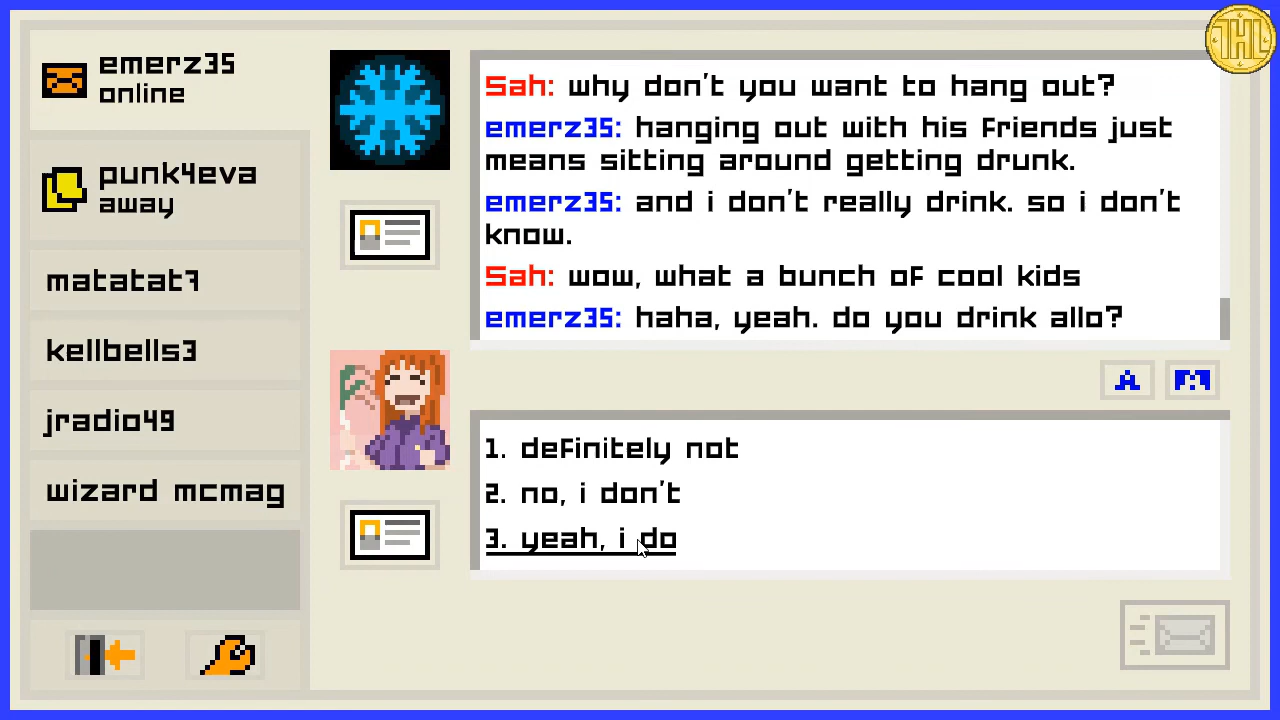 emerz35
online
punk4eva
away
matatat7
kellbells3
jradio49
wizard mcmag
Sah: why don't you want to hang out?
emerz35: hanging out with his friends just
means sitting around getting drunk.
emerz35: and i don't really drink. so i don't
know.
Sah: wow, what a bunch of cool kids
emerz35: haha, yeah. do you drink allo?
A
1. definitely not
2. no, i don't
3. yeah, i do
THL